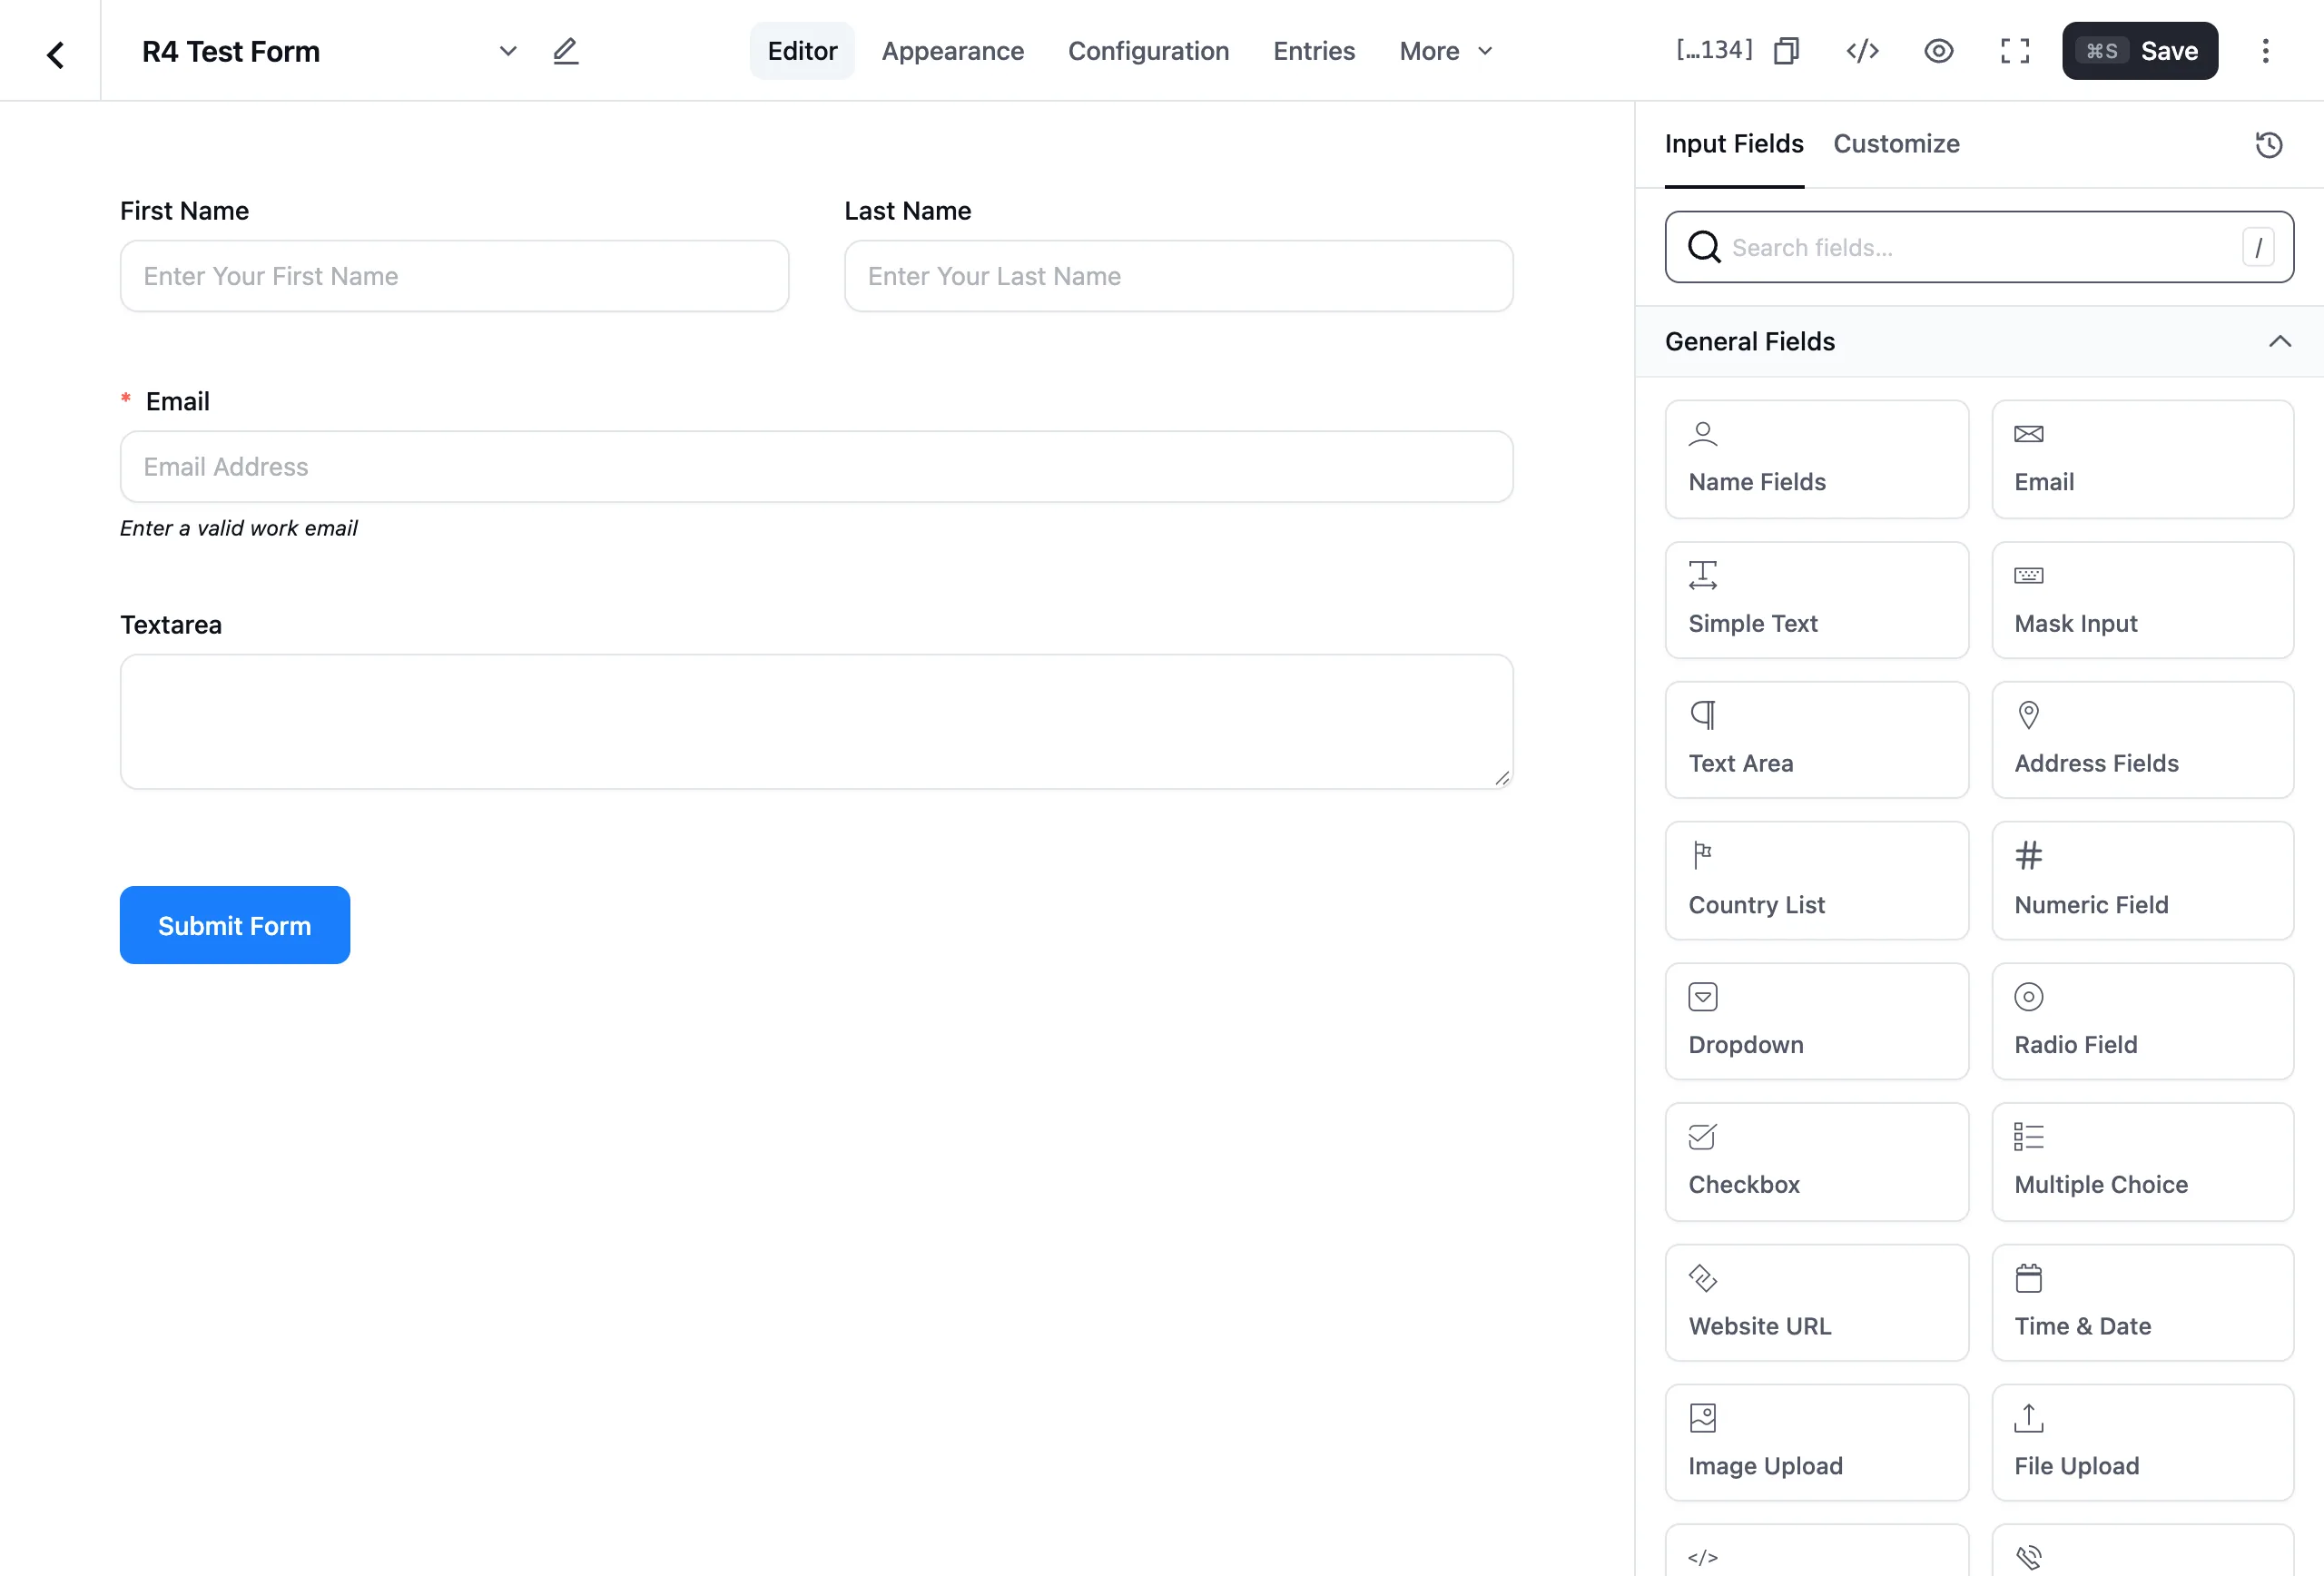 R4 Test Form
Editor
Appearance
Configuration
Entries
More
[…134]
⌘S Save
First Name
Enter Your First Name
Last Name
Enter Your Last Name
* Email
Email Address
Enter a valid work email
Textarea
Submit Form
Input Fields
Customize
Search fields...
/
General Fields
Name Fields
Email
Simple Text
Mask Input
Text Area
Address Fields
Country List
Numeric Field
Dropdown
Radio Field
Checkbox
Multiple Choice
Website URL
Time & Date
Image Upload
File Upload